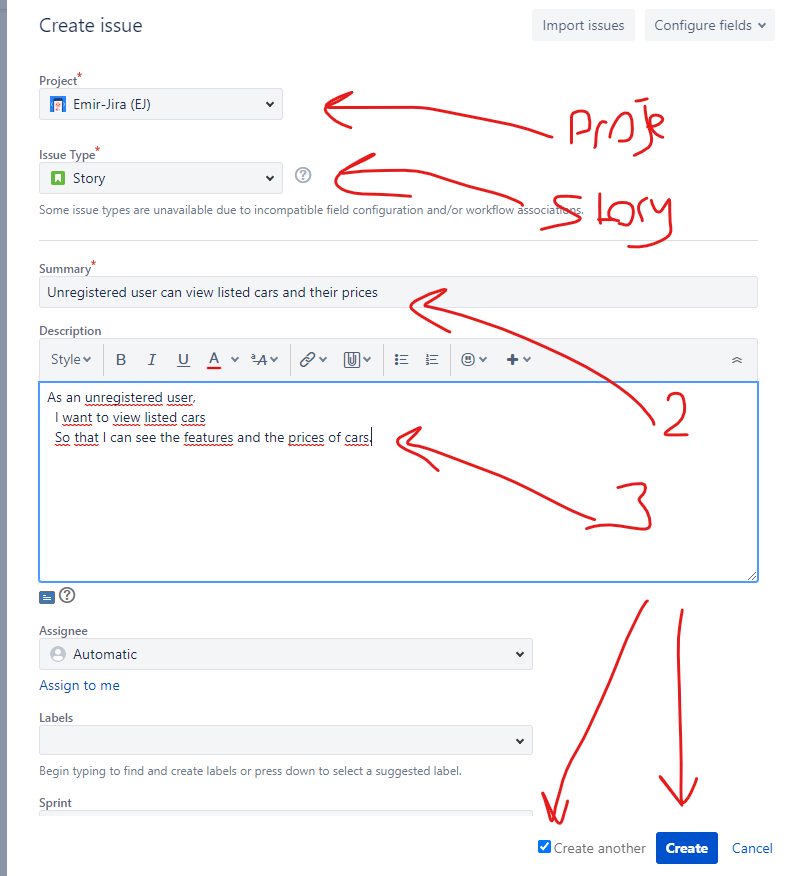 Create issue
Import issues
Configure fields
Project*
Emir-Jira (EJ)
Proje
Issue Type*
Story
Story
Some issue types are unavailable due to incompatible field configuration and/or workflow associations.
Summary*
Unregistered user can view listed cars and their prices
Description
Style B I U A ªA
As an unregistered user,
I want to view listed cars
So that I can see the features and the prices of cars.
2
3
Assignee
Automatic
Assign to me
Labels
Begin typing to find and create labels or press down to select a suggested label.
Sprint
Create another
Create
Cancel